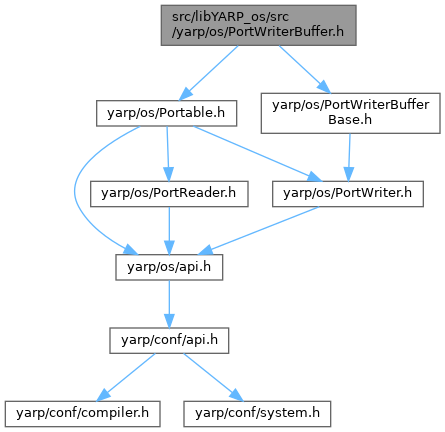 src/libYARP_os/src
/yarp/os/PortWriterBuffer.h
yarp/os/Portable.h
yarp/os/PortWriterBuffer
Base.h
yarp/os/PortReader.h
yarp/os/PortWriter.h
yarp/os/api.h
yarp/conf/api.h
yarp/conf/compiler.h
yarp/conf/system.h